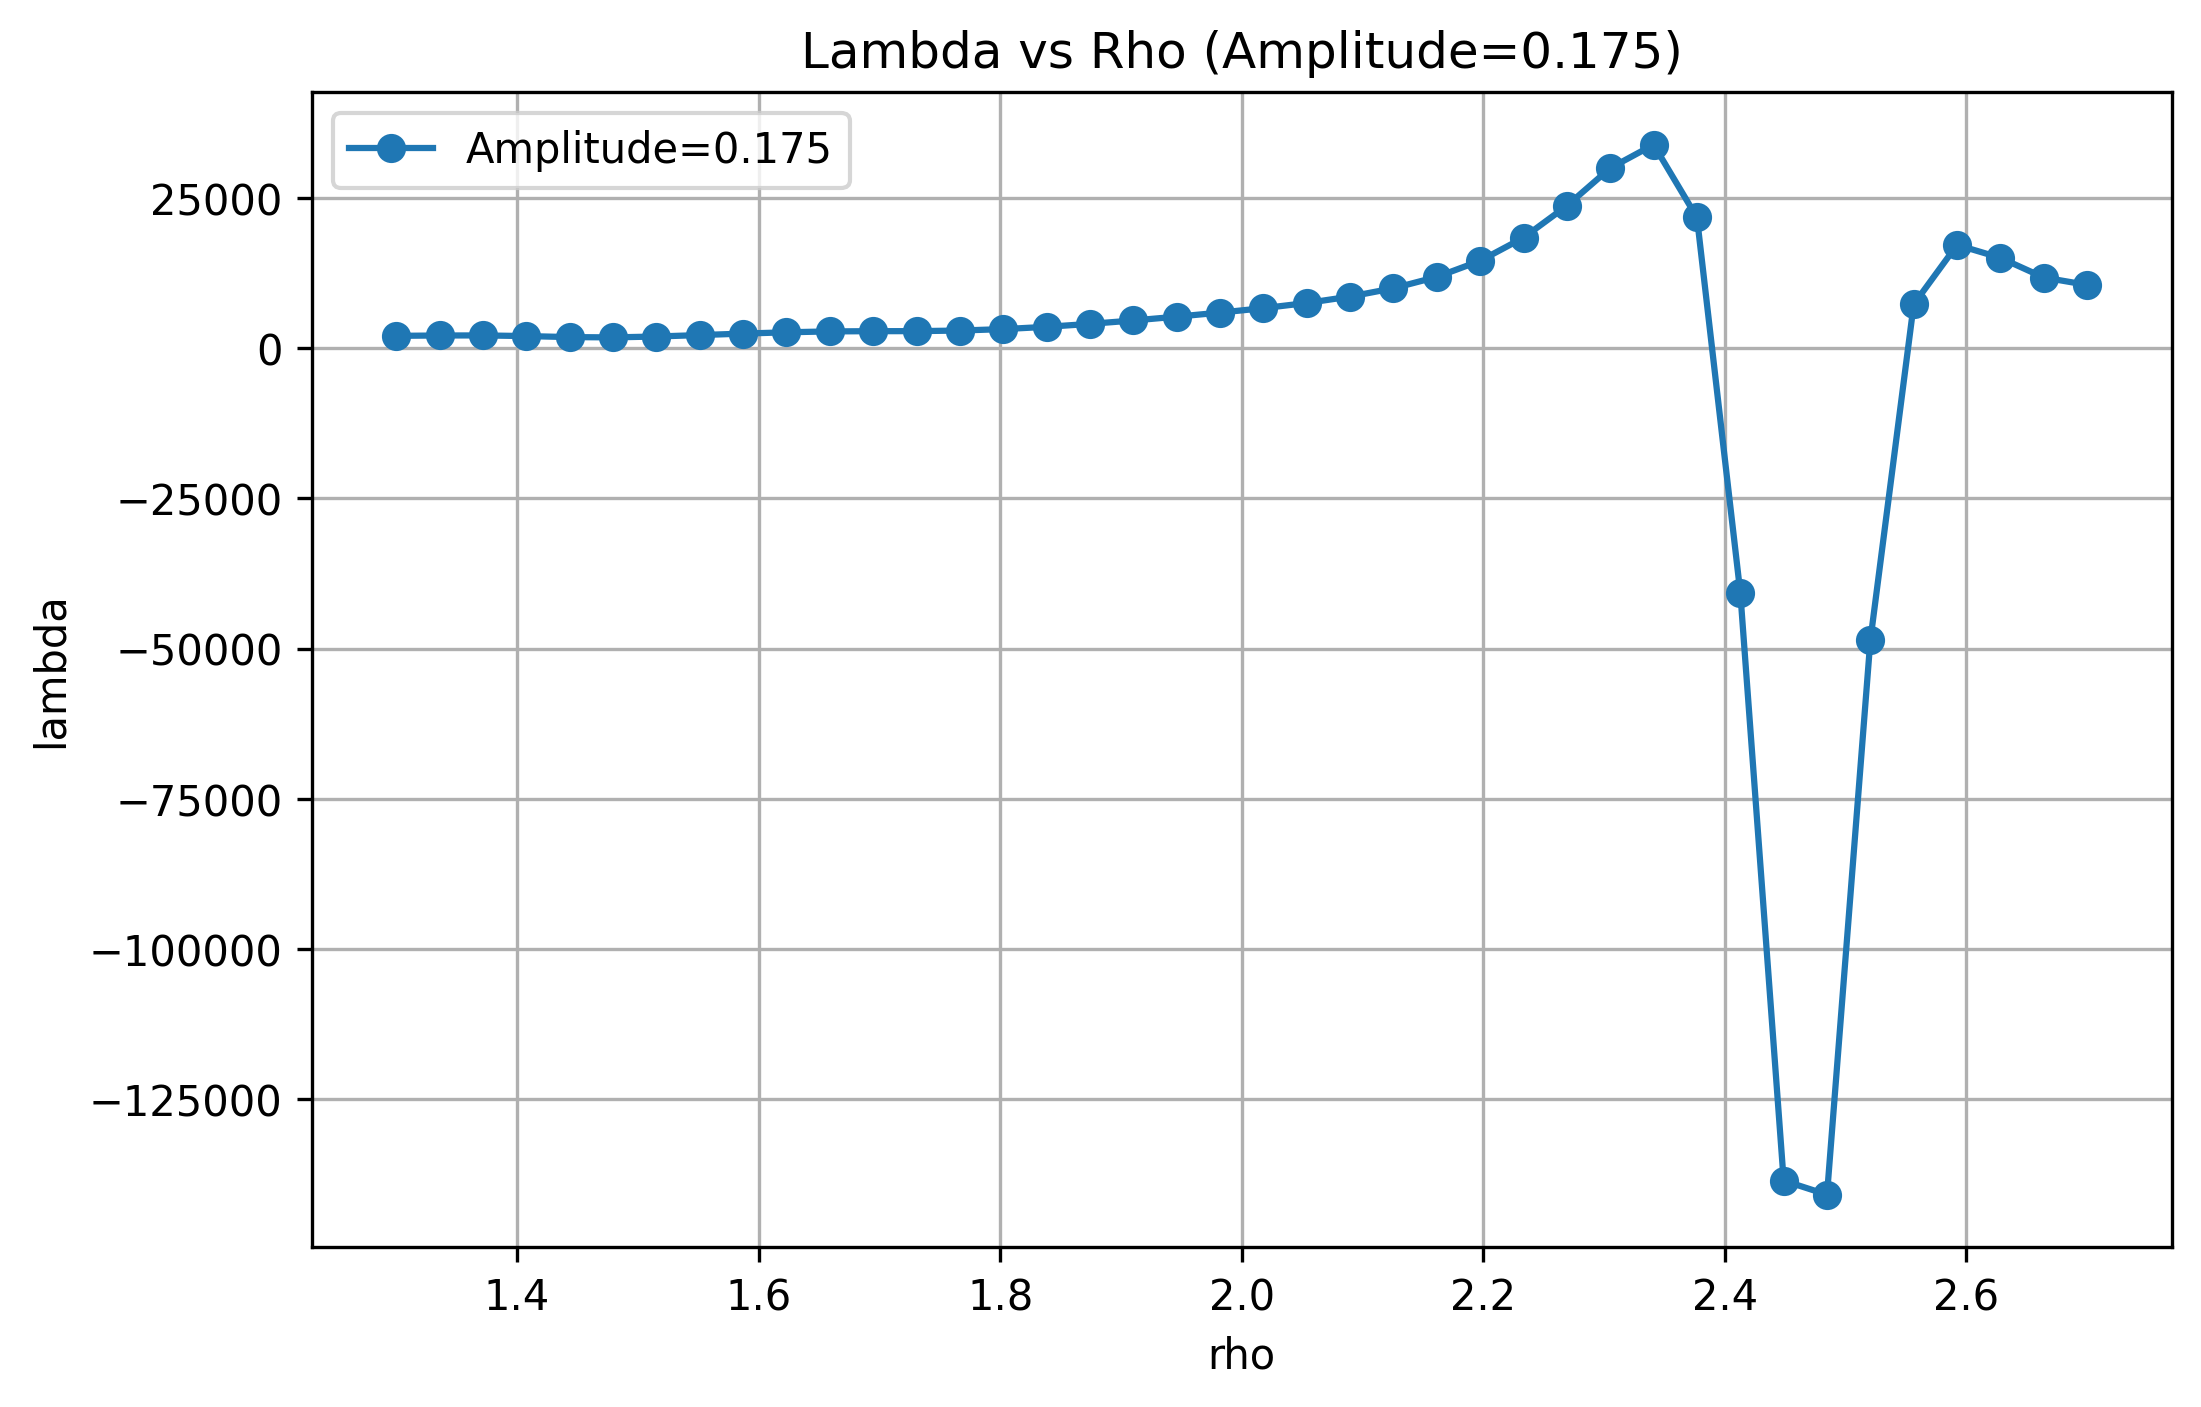 Lambda vs Rho (Amplitude=0.175)
Amplitude=0.175
25000
0
−25000
−50000
−75000
−100000
−125000
lambda
1.4 1.6 1.8 2.0 2.2 2.4 2.6
rho